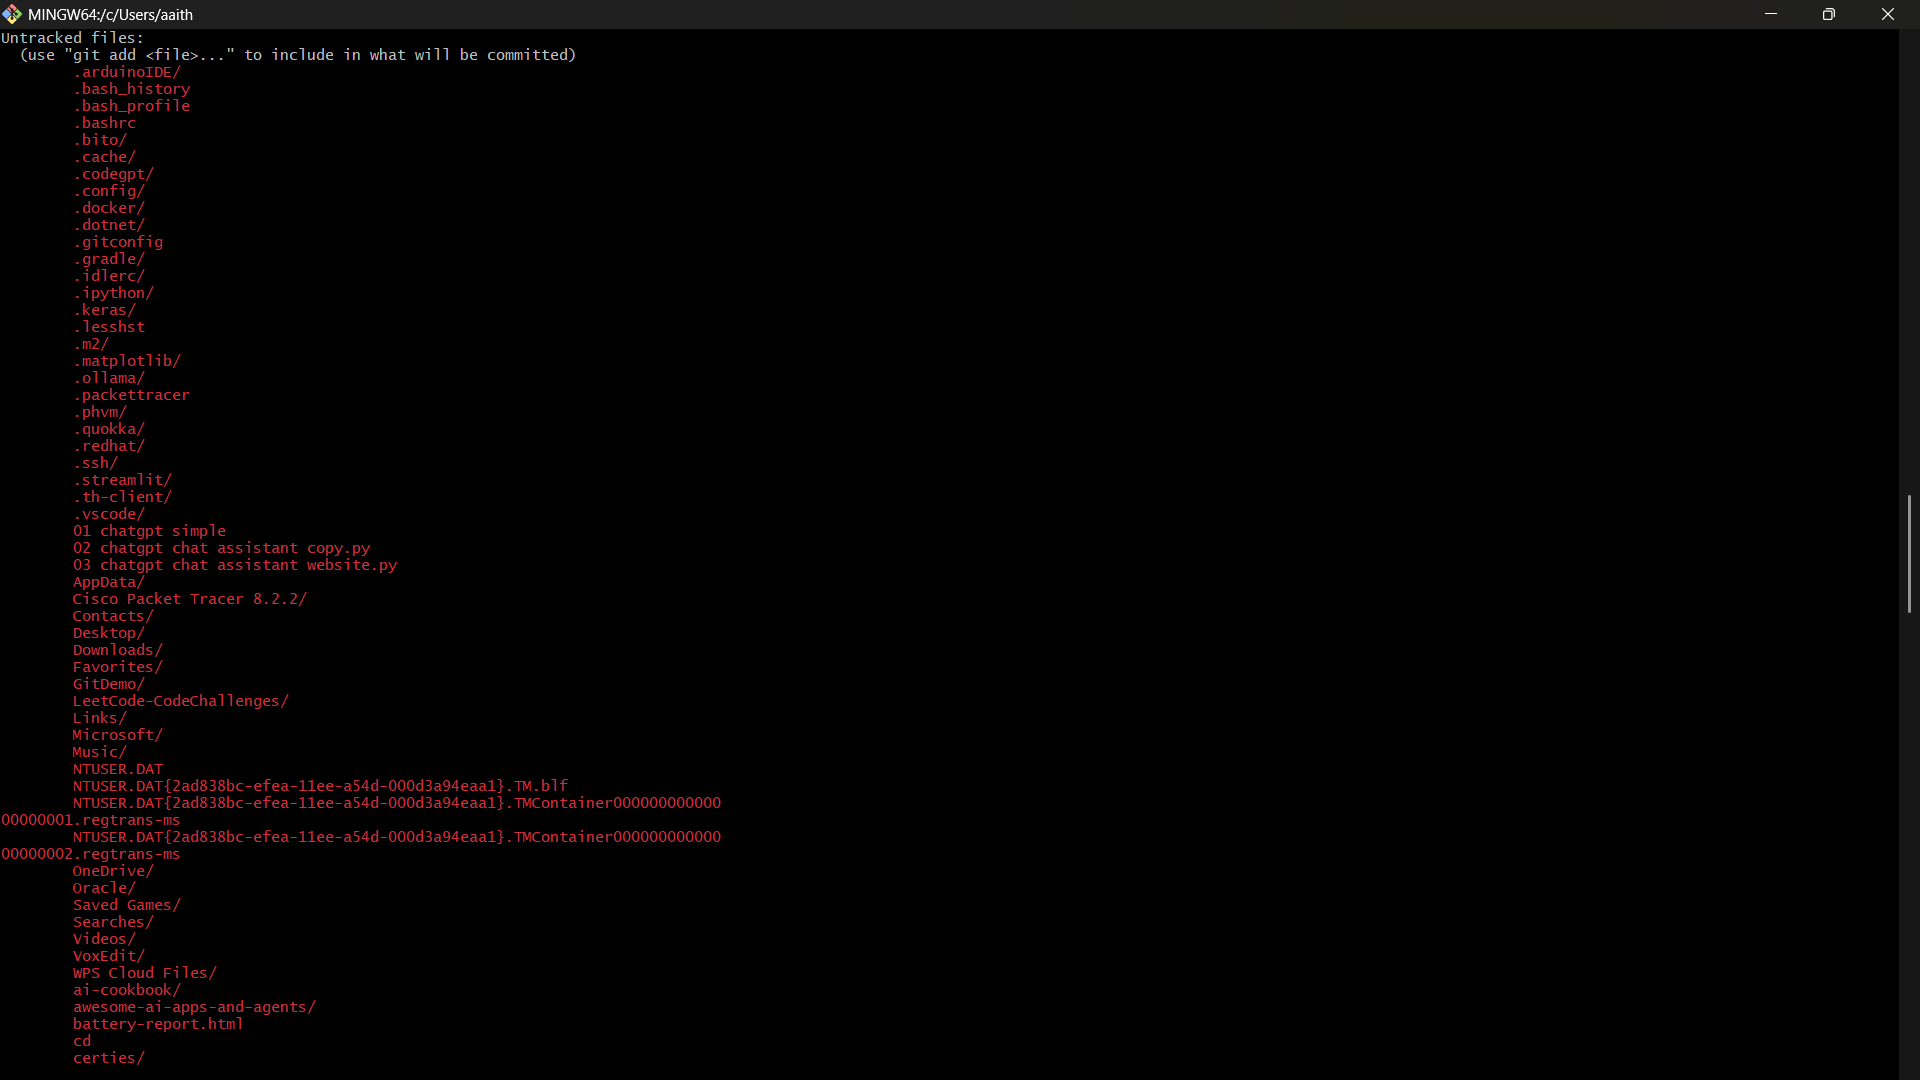 MINGW64:/c/Users/aaith
Untracked files:
  (use "git add <file>..." to include in what will be committed)
        .arduinoIDE/
        .bash_history
        .bash_profile
        .bashrc
        .bito/
        .cache/
        .codegpt/
        .config/
        .docker/
        .dotnet/
        .gitconfig
        .gradle/
        .idlerc/
        .ipython/
        .keras/
        .lesshst
        .m2/
        .matplotlib/
        .ollama/
        .packettracer
        .phvm/
        .quokka/
        .redhat/
        .ssh/
        .streamlit/
        .th-client/
        .vscode/
        01 chatgpt simple
        02 chatgpt chat assistant copy.py
        03 chatgpt chat assistant website.py
        AppData/
        Cisco Packet Tracer 8.2.2/
        Contacts/
        Desktop/
        Downloads/
        Favorites/
        GitDemo/
        LeetCode-CodeChallenges/
        Links/
        Microsoft/
        Music/
        NTUSER.DAT
        NTUSER.DAT{2ad838bc-efea-11ee-a54d-000d3a94eaa1}.TM.blf
        NTUSER.DAT{2ad838bc-efea-11ee-a54d-000d3a94eaa1}.TMContainer000000000000
00000001.regtrans-ms
        NTUSER.DAT{2ad838bc-efea-11ee-a54d-000d3a94eaa1}.TMContainer000000000000
00000002.regtrans-ms
        OneDrive/
        Oracle/
        Saved Games/
        Searches/
        Videos/
        VoxEdit/
        WPS Cloud Files/
        ai-cookbook/
        awesome-ai-apps-and-agents/
        battery-report.html
        cd
        certies/